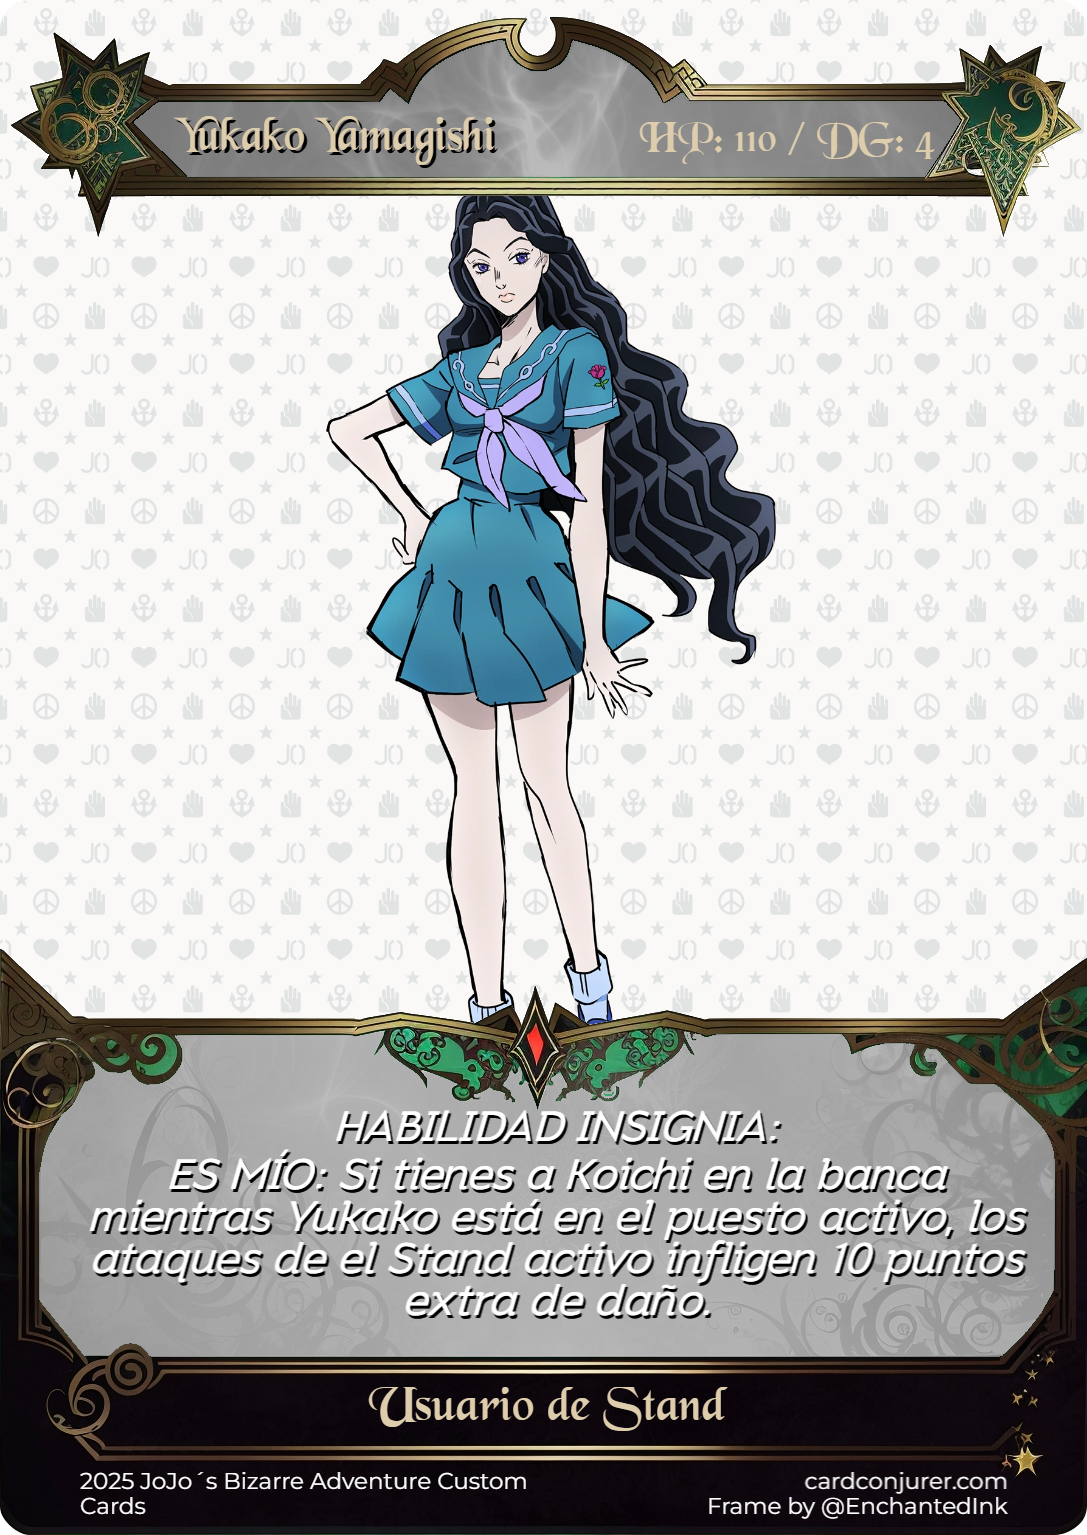 Yukako Yamagishi
HP: 110 / DG: 4
HABILIDAD INSIGNIA:
ES MÍO: Si tienes a Koichi en la banca
mientras Yukako está en el puesto activo, los
ataques de el Stand activo infligen 10 puntos
extra de daño.
Usuario de Stand
2025 JoJo´s Bizarre Adventure Custom
Cards
cardconjurer.com
Frame by @EnchantedInk